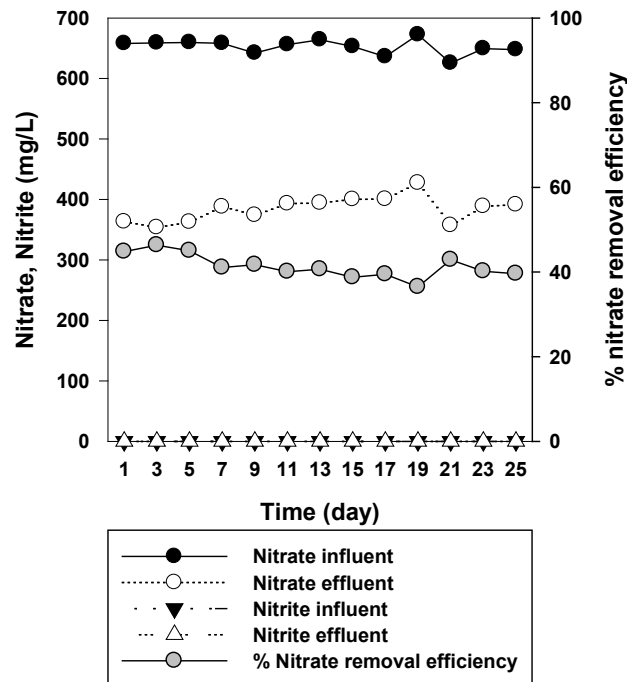 Nitrate, Nitrite (mg/L)
700
600
500
400
300
200
100
0
100
80
60
40
20
0
% nitrate removal efficiency
1 3 5 7 9 11 13 15 17 19 21 23 25
Time (day)
Nitrate influent
Nitrate effluent
Nitrite influent
Nitrite effluent
% Nitrate removal efficiency